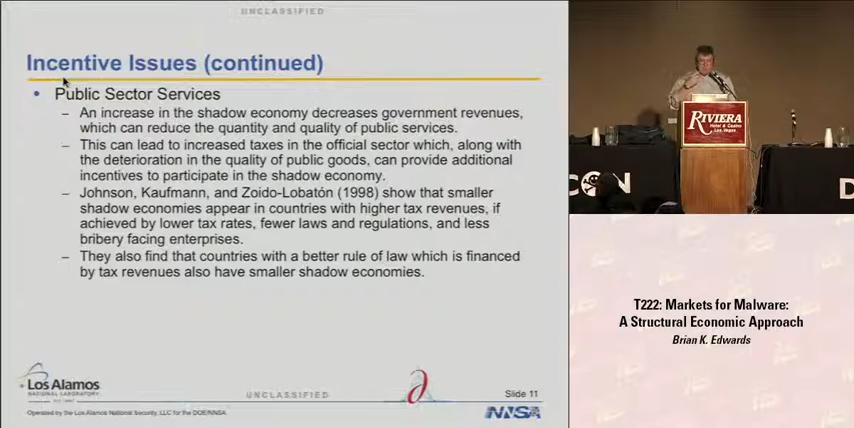 UNCLASSIFIED
Incentive Issues (continued)
• Public Sector Services
– An increase in the shadow economy decreases government revenues,
which can reduce the quantity and quality of public services.
– This can lead to increased taxes in the official sector which, along with
the deterioration in the quality of public goods, can provide additional
incentives to participate in the shadow economy.
– Johnson, Kaufmann, and Zoido-Lobatón (1998) show that smaller
shadow economies appear in countries with higher tax revenues, if
achieved by lower tax rates, fewer laws and regulations, and less
bribery facing enterprises.
– They also find that countries with a better rule of law which is financed
by tax revenues also have smaller shadow economies.
Los Alamos
NATIONAL LABORATORY
UNCLASSIFIED
Slide 11
Operated by the Los Alamos National Security, LLC for the DOE/NNSA
NNSA
RIVIERA
Hotel & Casino
Las Vegas
CON
D
T222: Markets for Malware:
A Structural Economic Approach
Brian K. Edwards